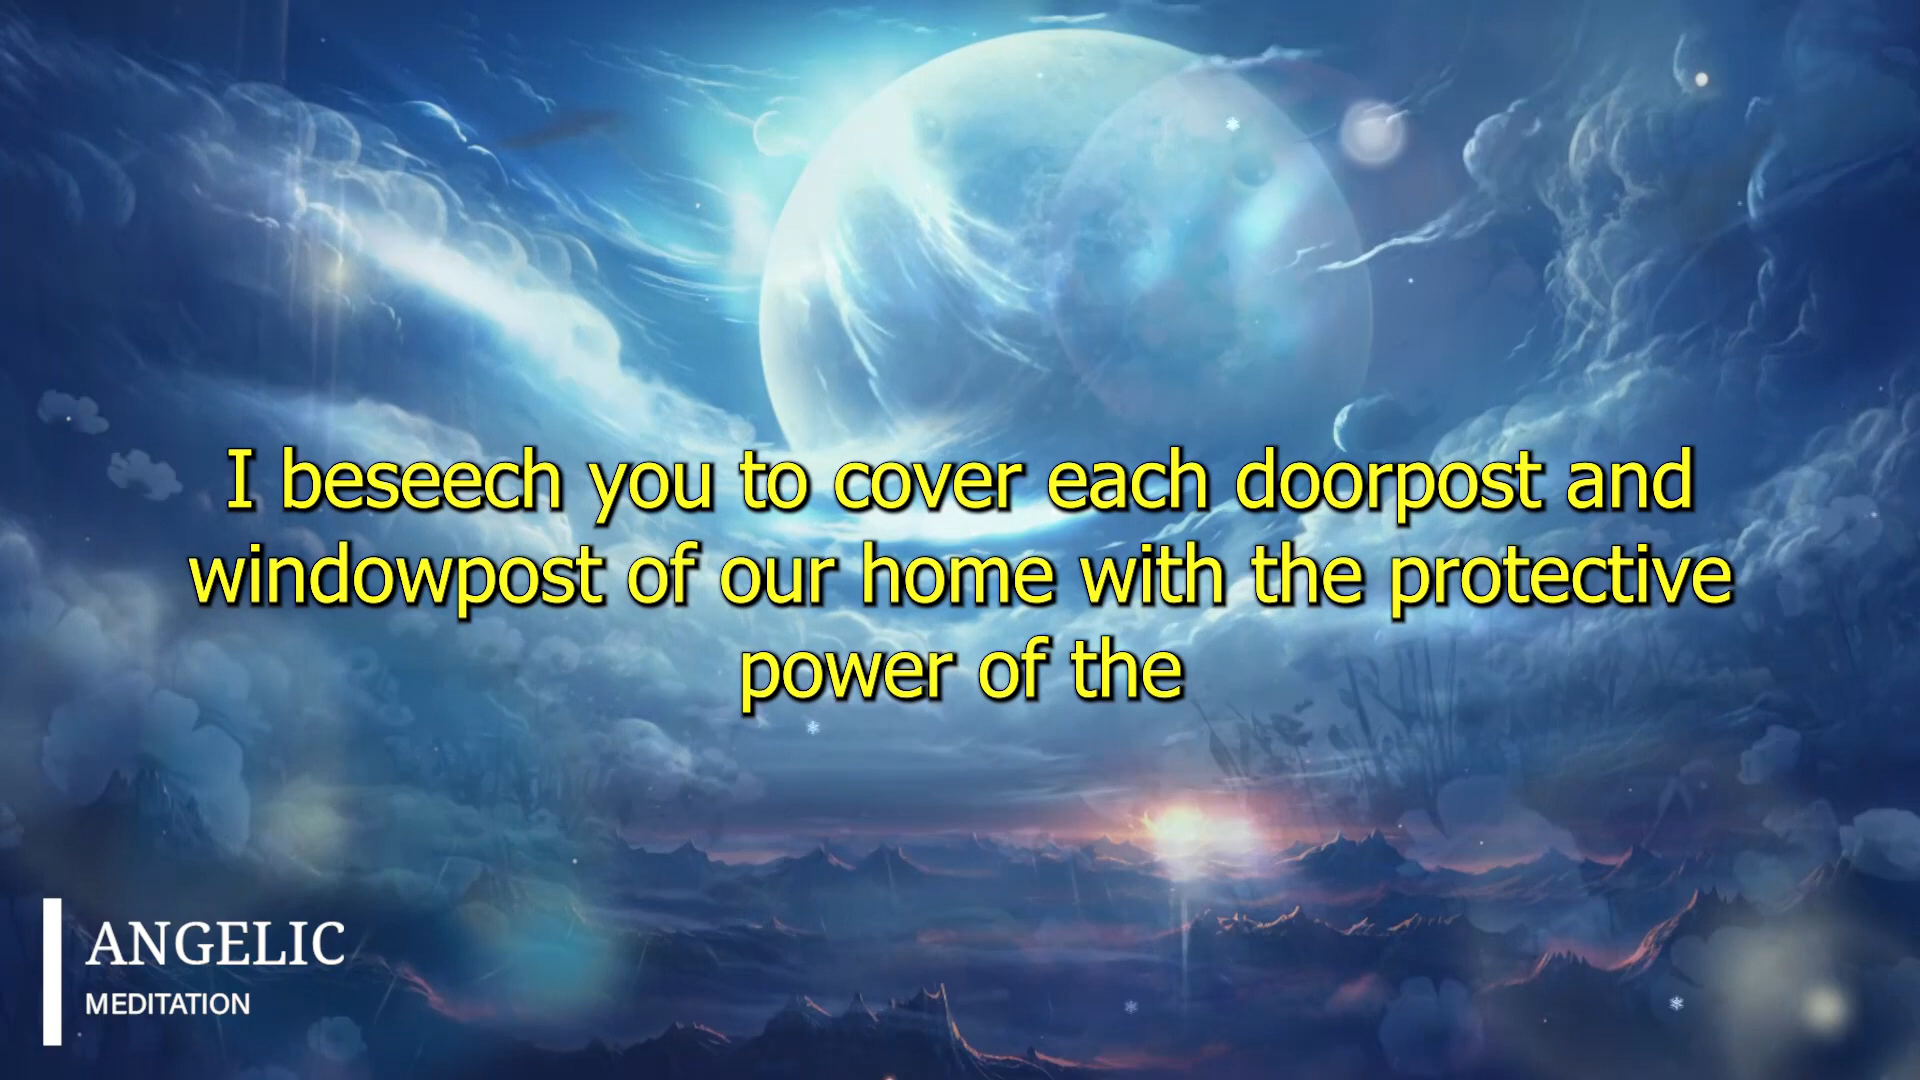 I beseech you to cover each doorpost and
windowpost of our home with the protective
power of the
ANGELIC
MEDITATION